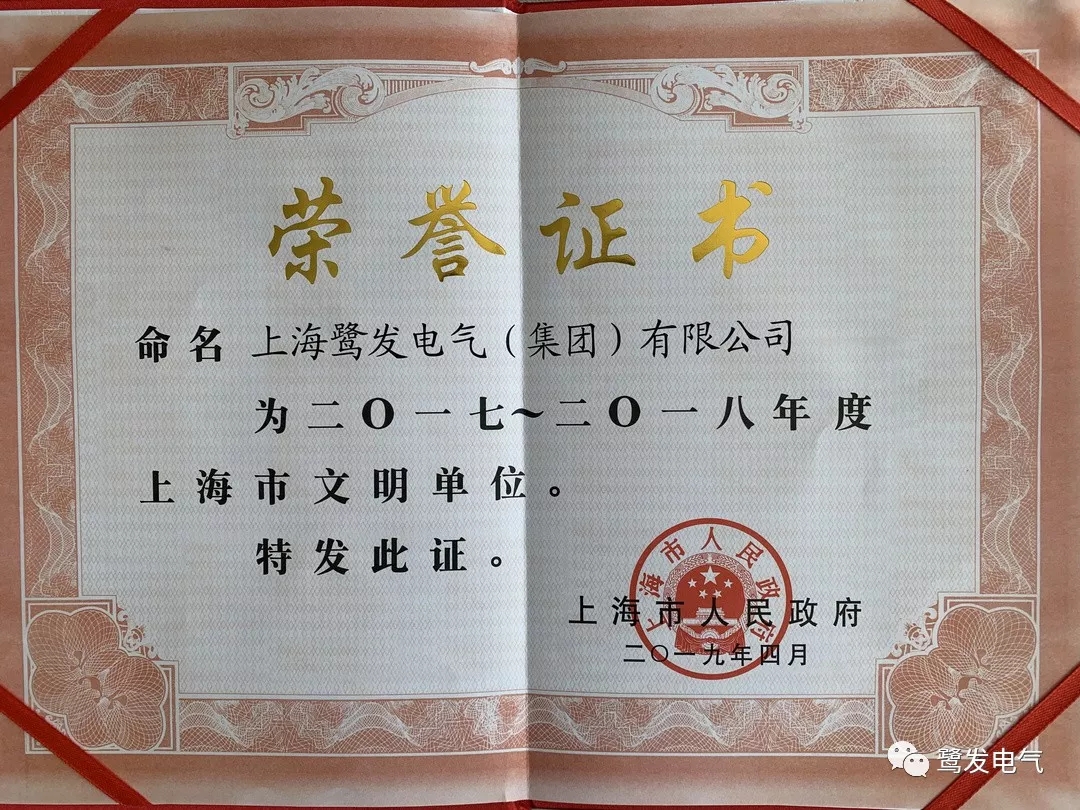 荣誉证书
命名 上海鹭发电气（集团）有限公司
为二〇一七~二〇一八年度
上海市文明单位。
特发此证。
上海市人民政府
上海市人民政府
二〇一九年四月
鹭发电气